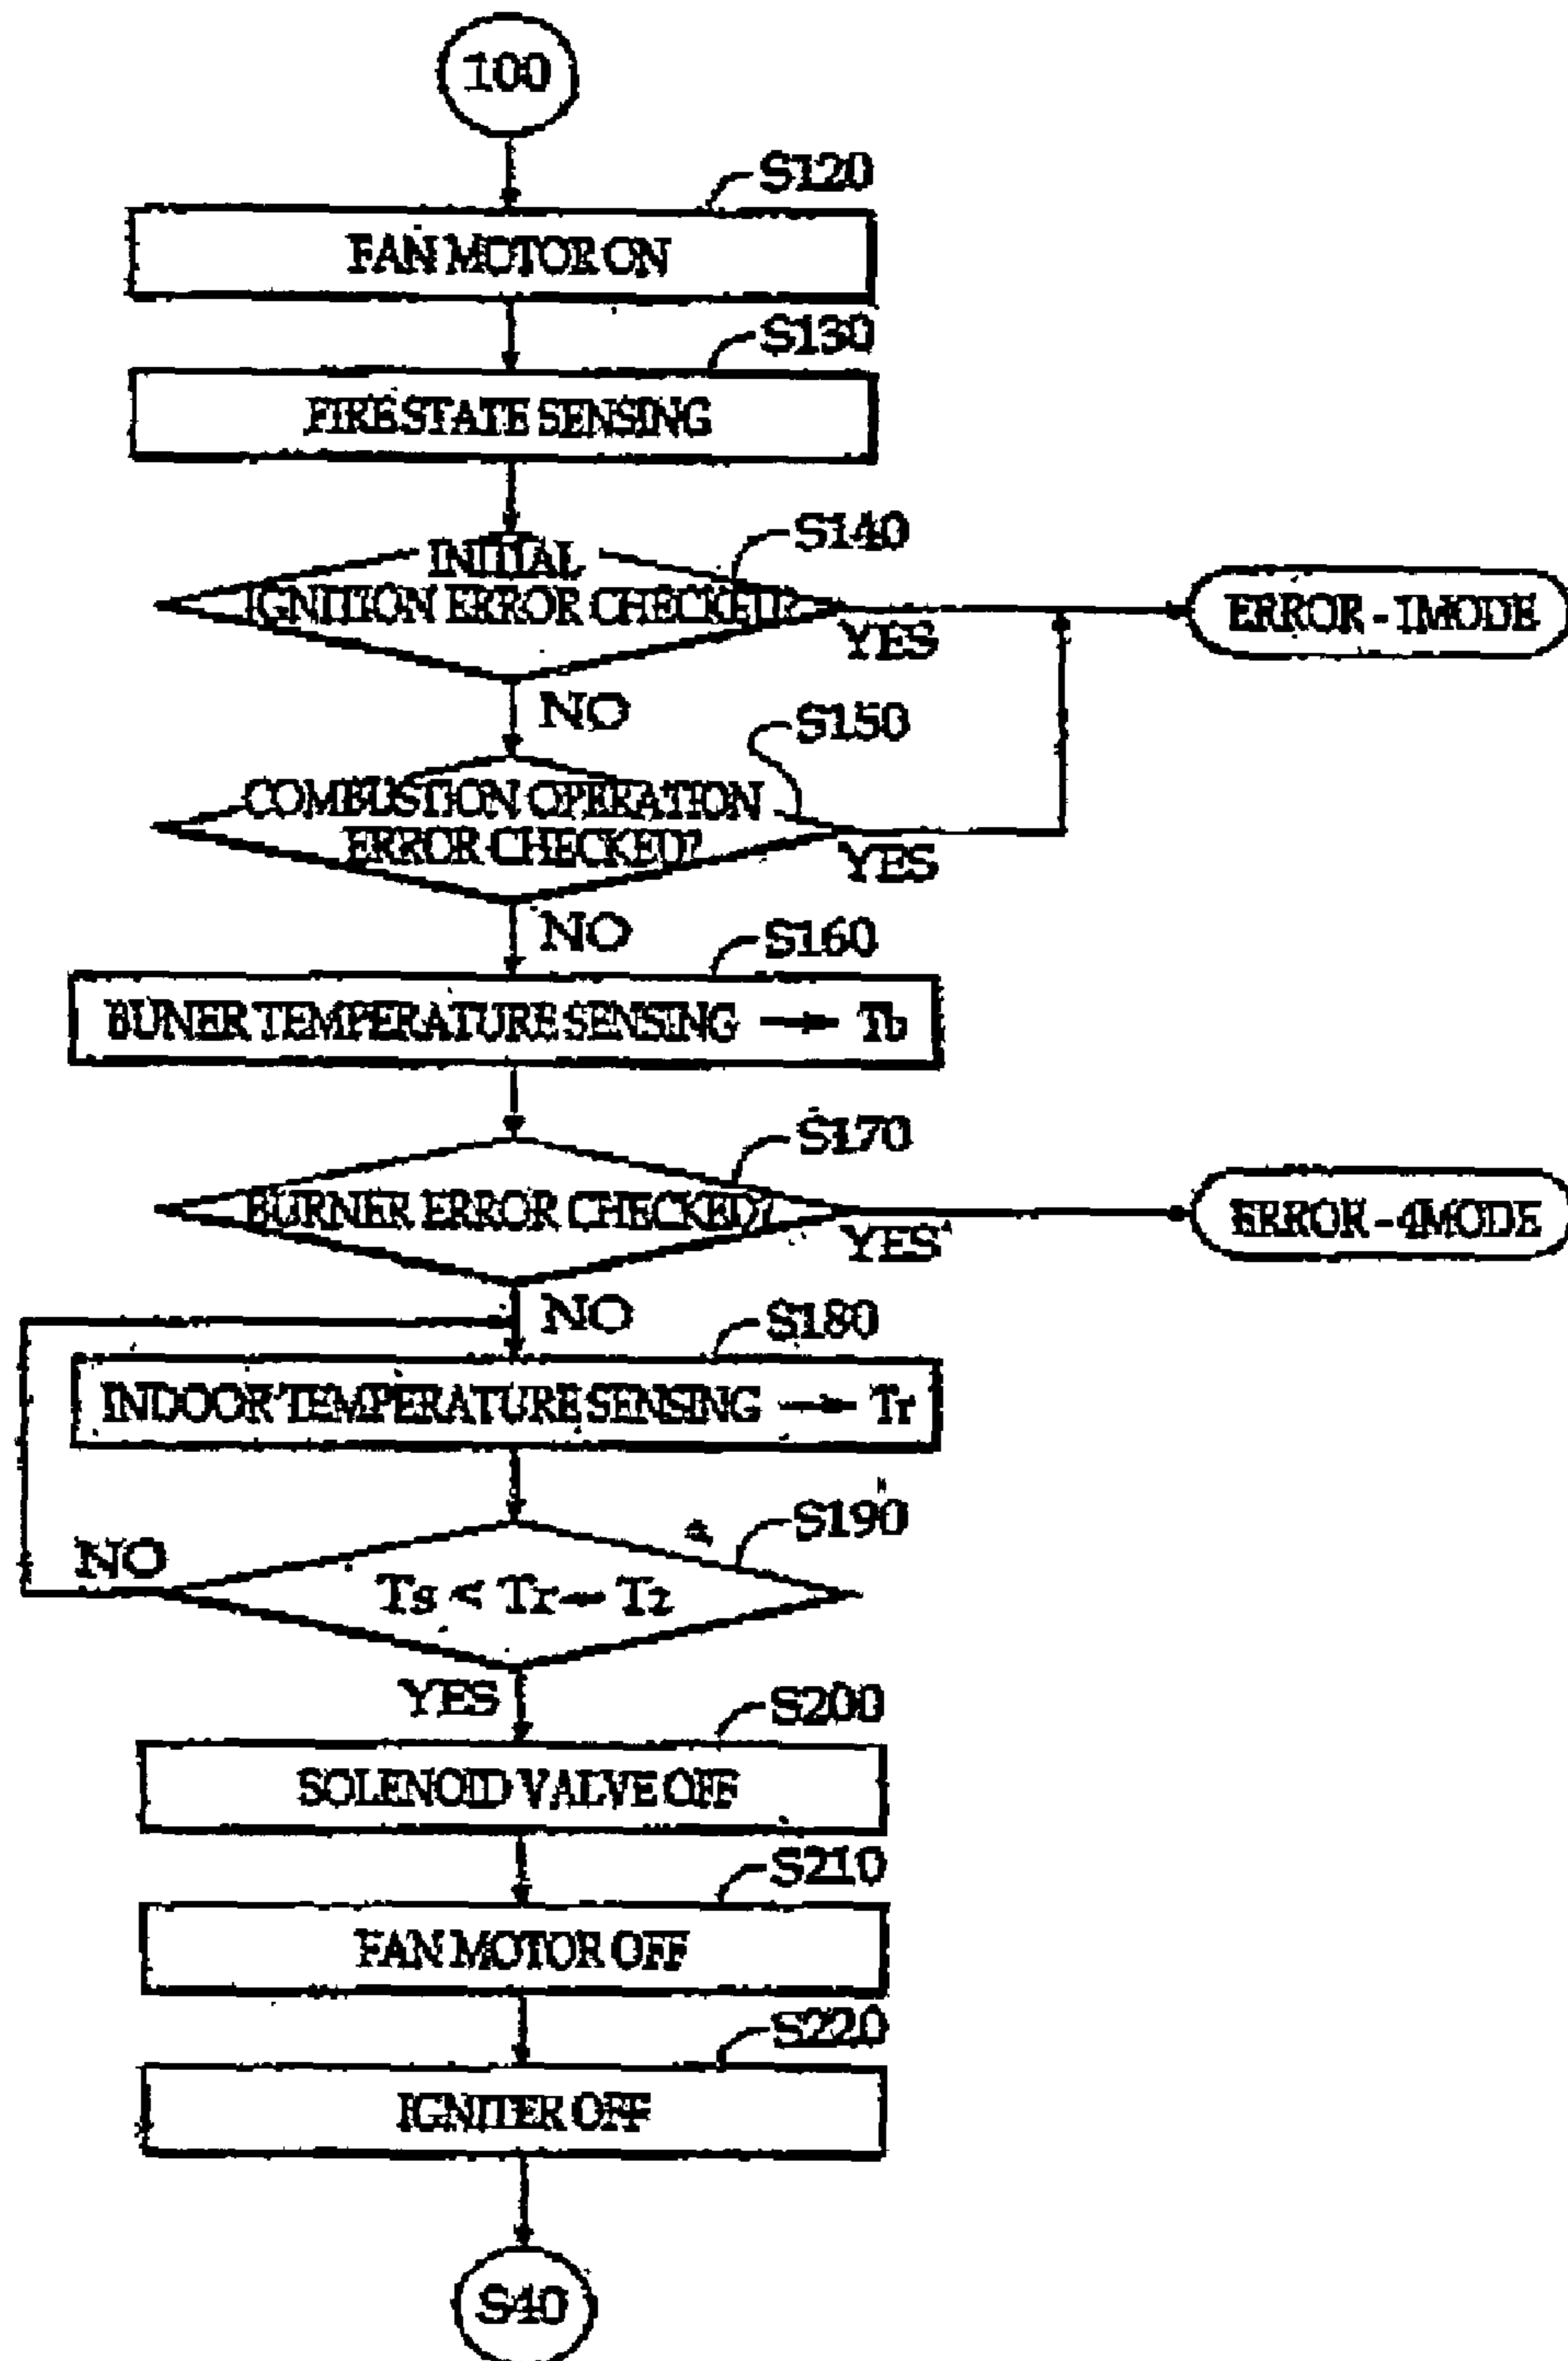 100
S120
FAN MOTOR ON
S130
FIRE STATE SENSING
S140
INITIAL
IGNITION ERROR CHECKED?
YES
ERROR - 1MODE
NO
S150
COMBUSTION OPERATION
ERROR CHECKED?
YES
NO
S160
BUNER TEMPERATURE SENSING → Tb
S170
BURNER ERROR CHECKED?
YES
ERROR - 4MODE
NO
S180
INDOOR TEMPERATURE SENSING → Tr
S190
NO
Ts < Tr - T2
YES
S200
SOLENOID VALVE OFF
S210
FAN MOTOR OFF
S220
IGNITER OFF
S40